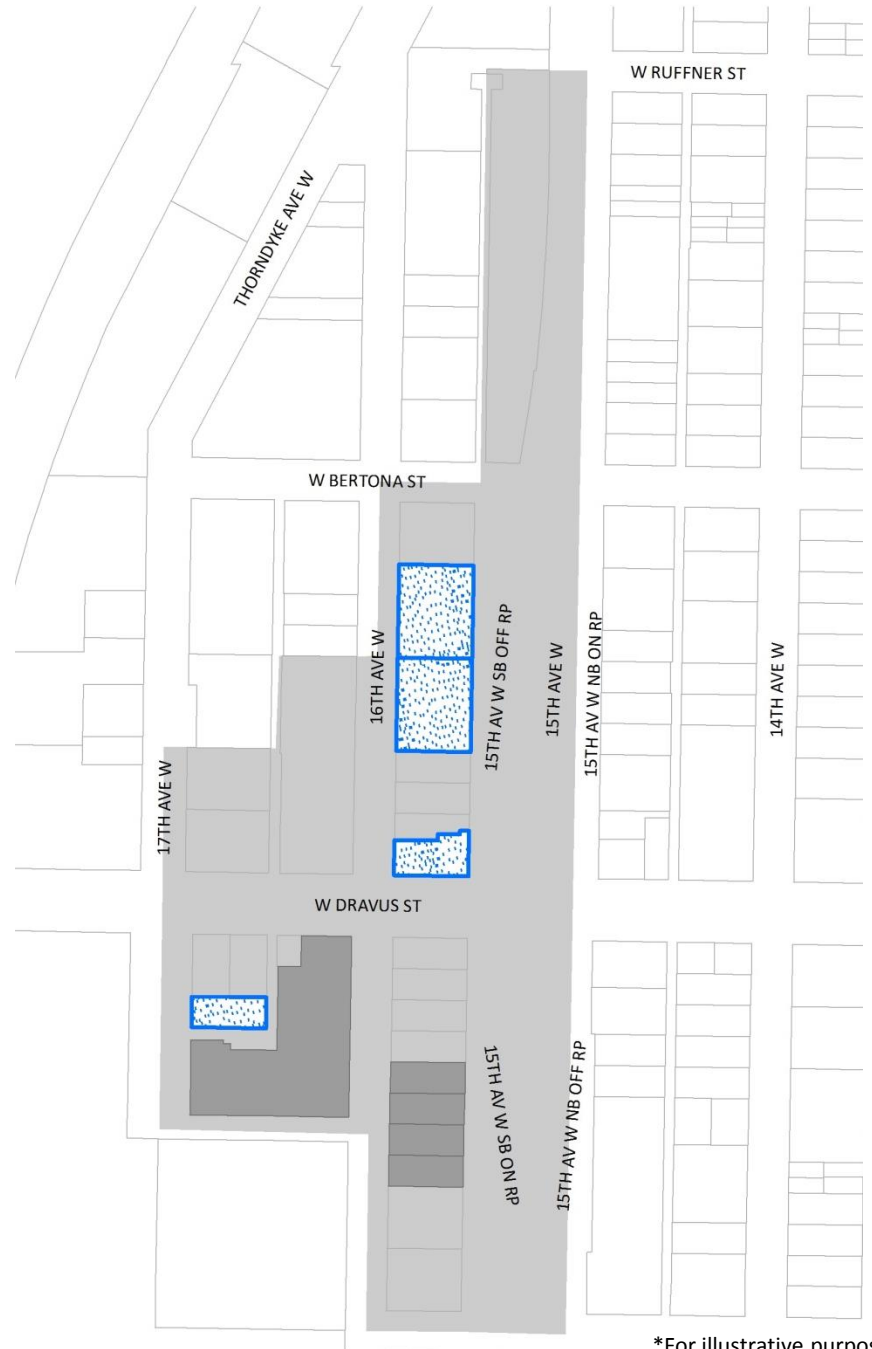 W RUFFNER ST
THORNDYKE AVE W
W BERTONA ST
16TH AVE W
15TH AV W SB OFF RP
15TH AVE W
15TH AV W NB ON RP
14TH AVE W
17TH AVE W
W DRAVUS ST
15TH AV W SB ON RP
15TH AV W NB OFF RP
*For illustrative